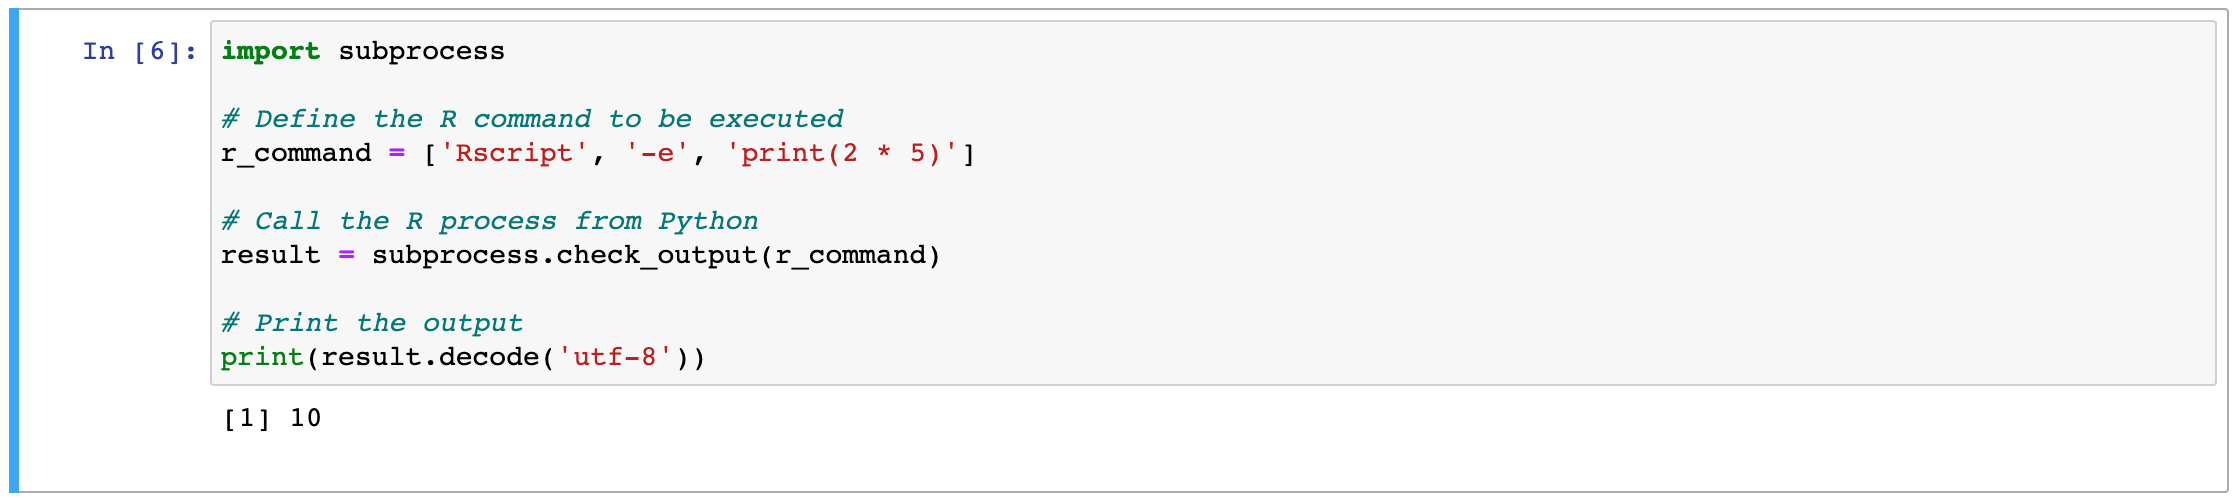 In [6]: import subprocess
# Define the R command to be executed
r_command = ['Rscript', '-e', 'print(2 * 5)']
# Call the R process from Python
result = subprocess.check_output(r_command)
# Print the output
print(result.decode('utf-8'))
[1] 10